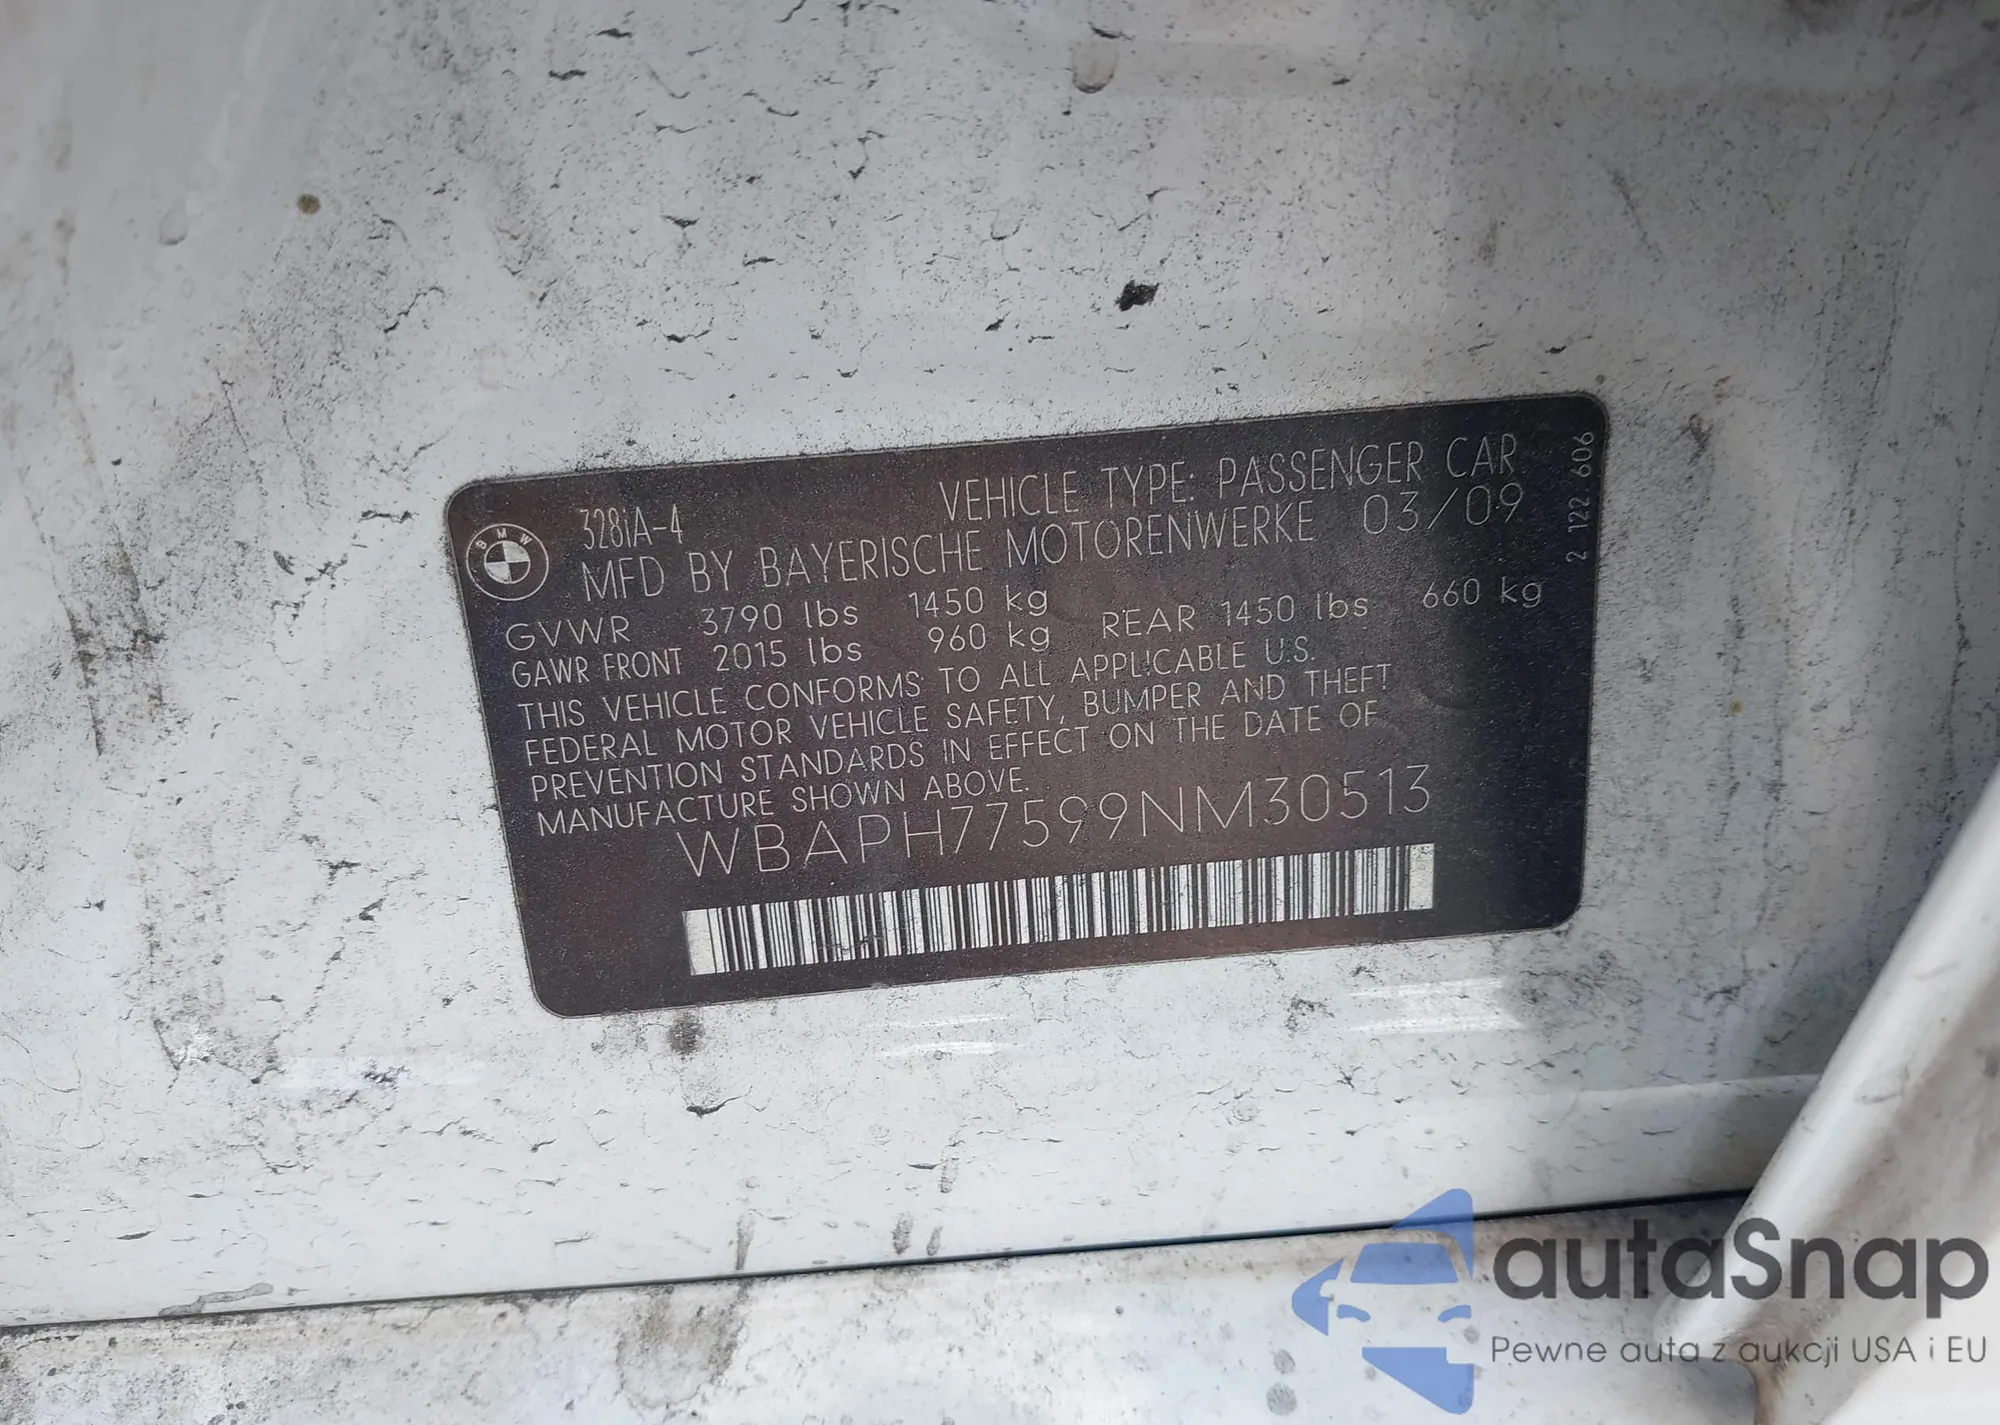 BMW
328iA-4
VEHICLE TYPE: PASSENGER CAR
MFD BY BAYERISCHE MOTORENWERKE 03/09
GVWR 3790 lbs 1450 kg
GAWR FRONT 2015 lbs 960 kg REAR 1450 lbs 660 kg
THIS VEHICLE CONFORMS TO ALL APPLICABLE U.S.
FEDERAL MOTOR VEHICLE SAFETY, BUMPER AND THEFT
PREVENTION STANDARDS IN EFFECT ON THE DATE OF
MANUFACTURE SHOWN ABOVE.
WBAPH77599NM30513
2 122 606
autaSnap
Pewne auta z aukcji USA i EU